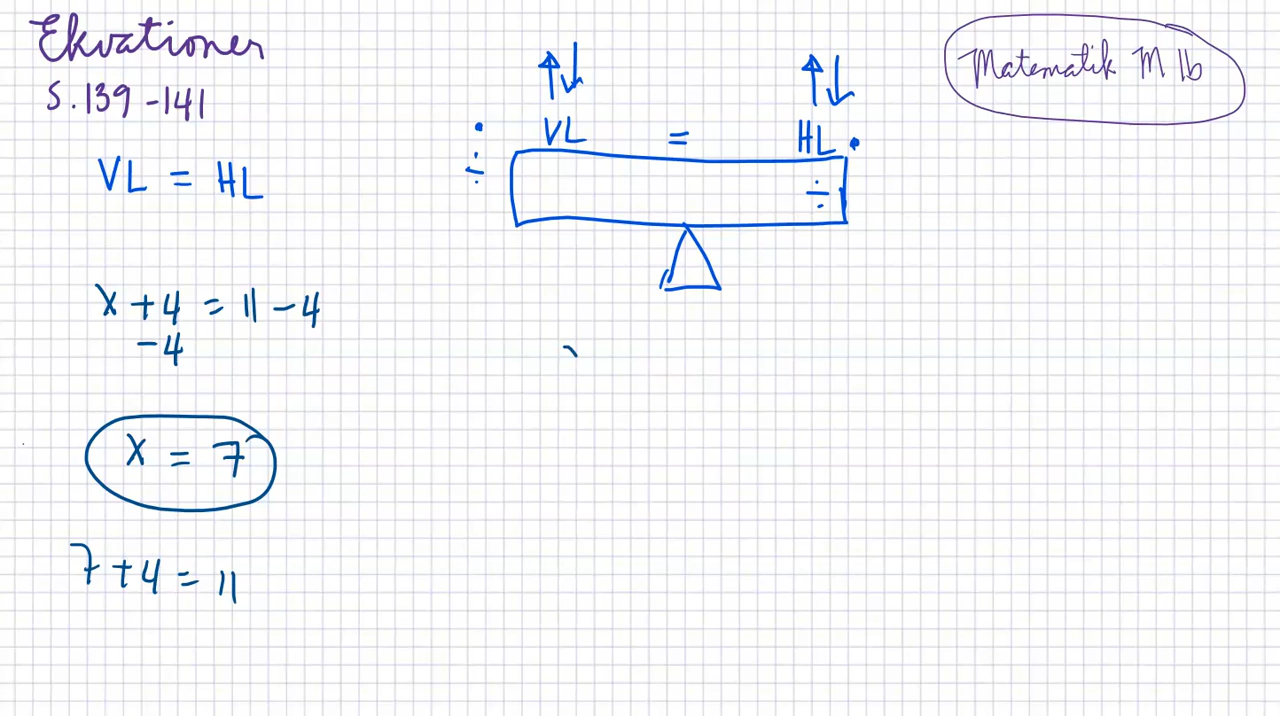 Ekvationer
S. 139 - 141
Matematik M 1b
VL = HL
VL = HL
• •
÷ ÷
x + 4 = 11 - 4
- 4
x = 7
7 + 4 = 11